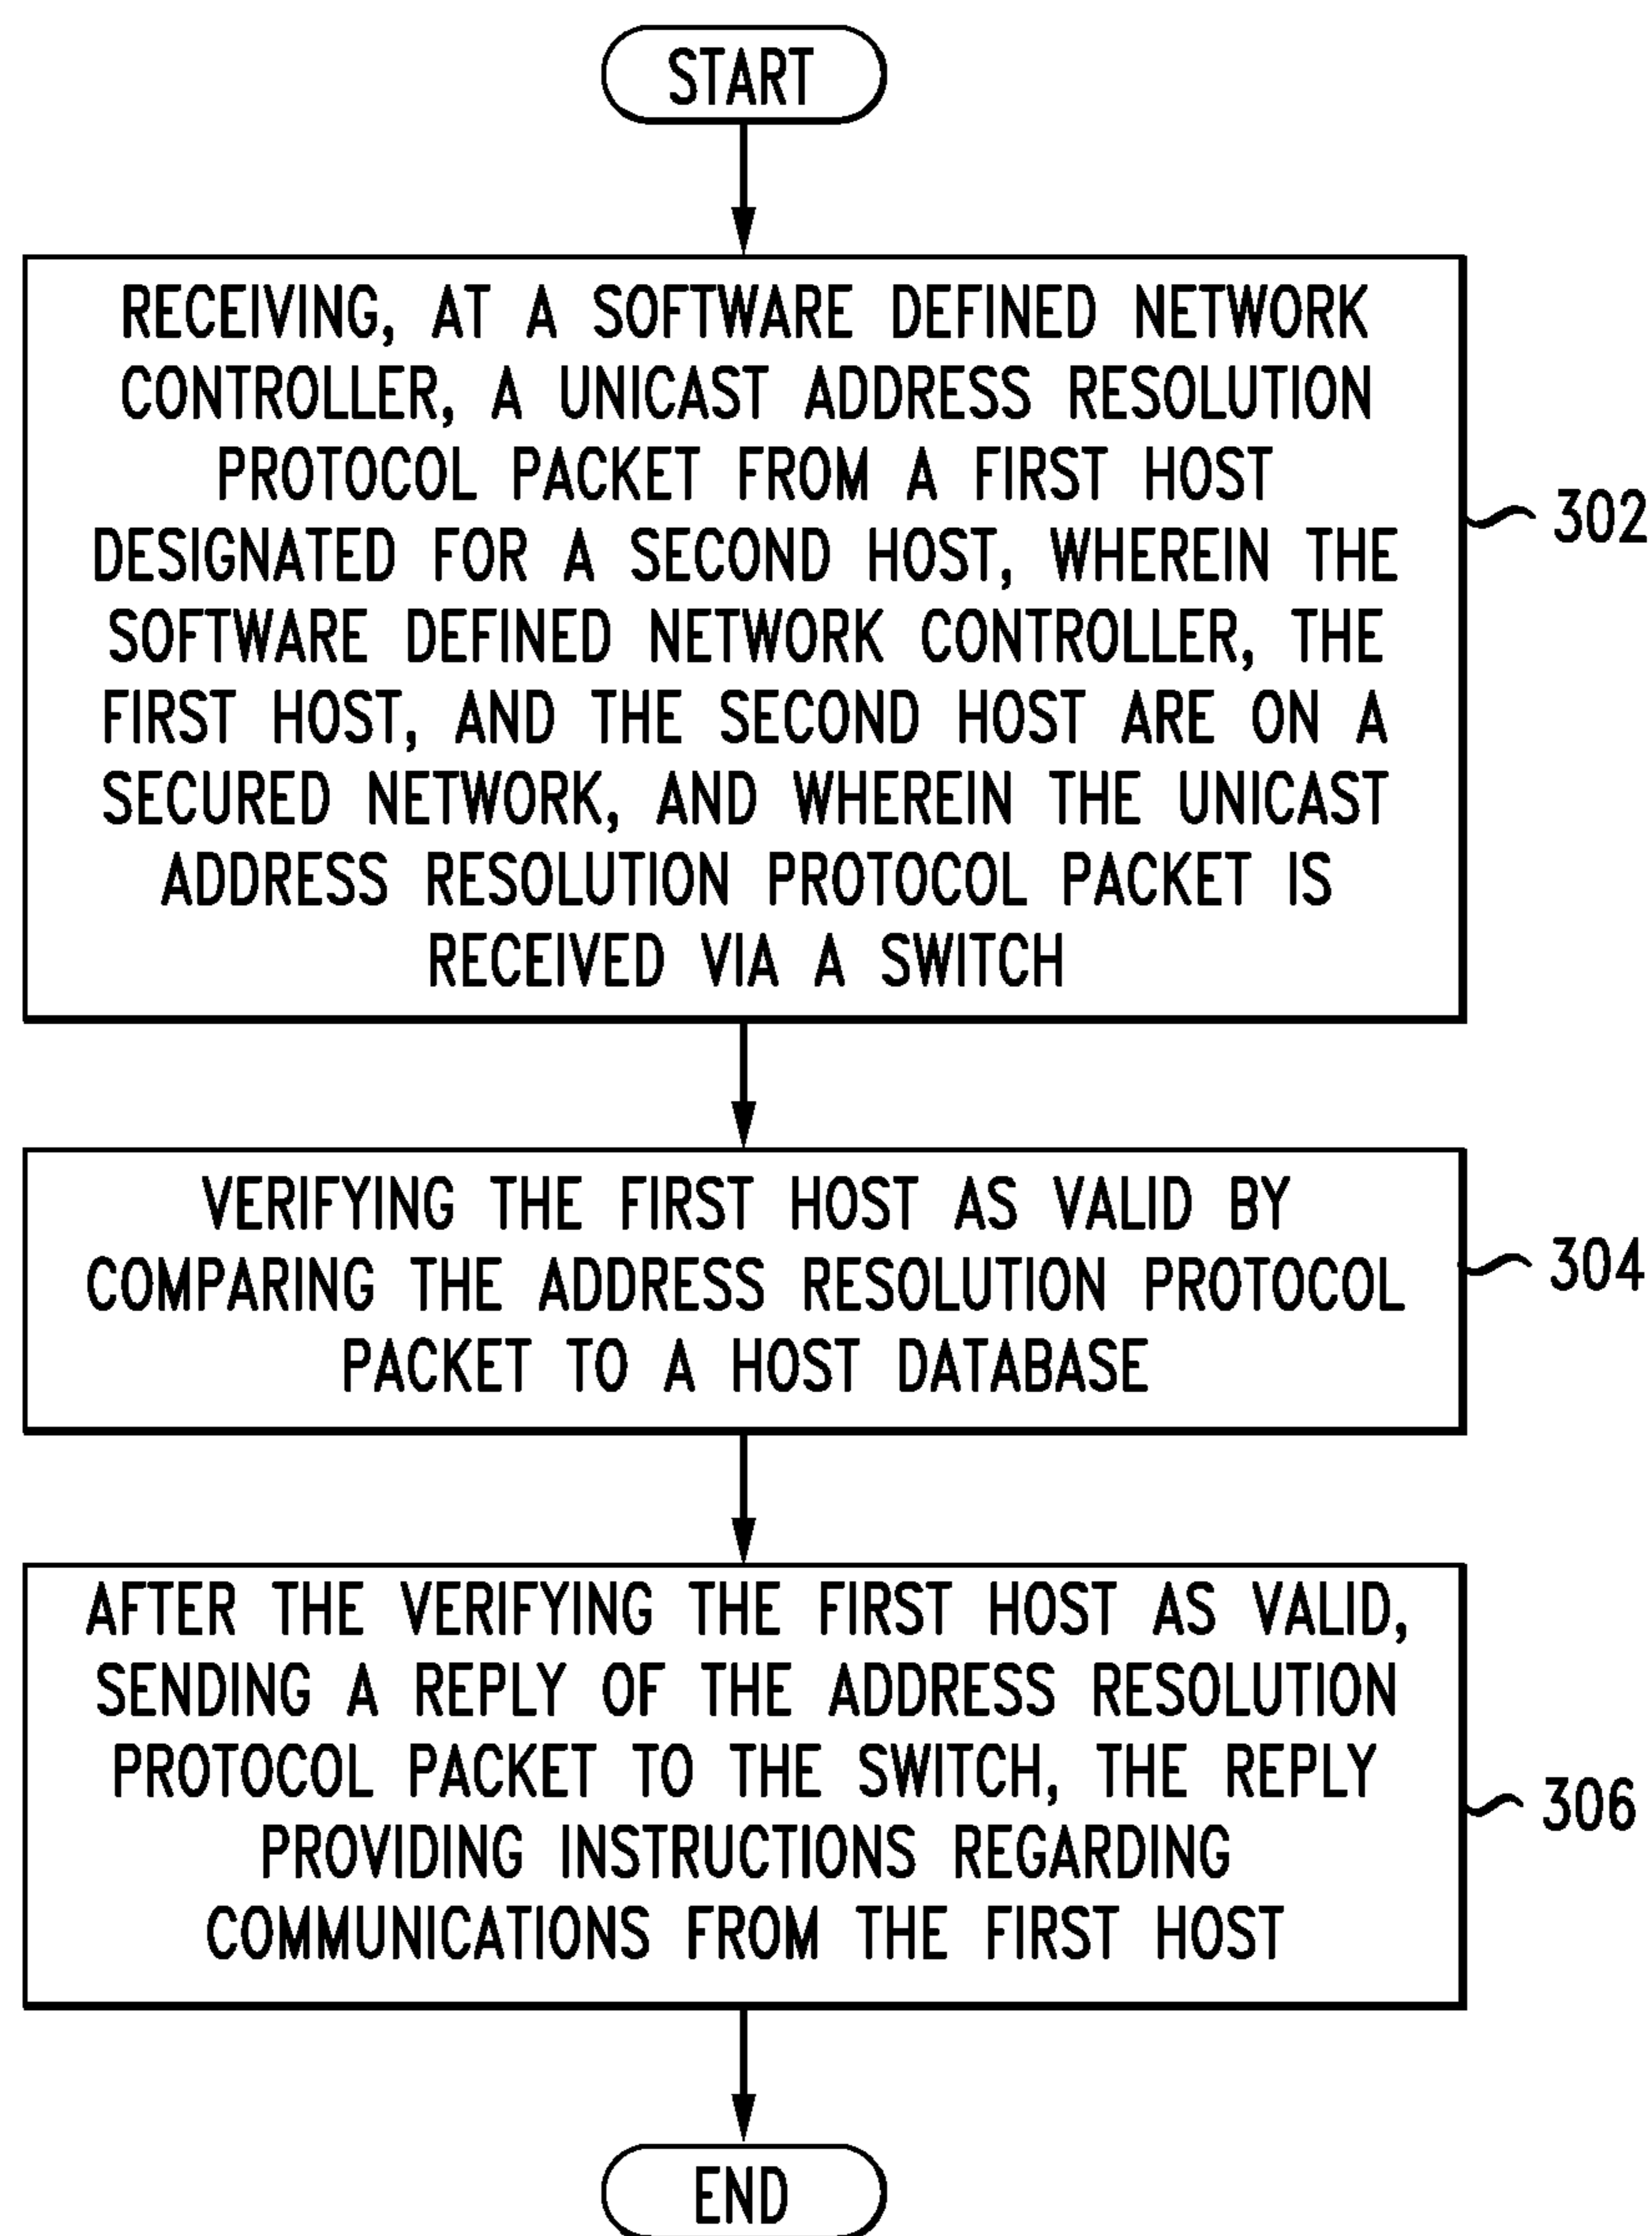 START
RECEIVING, AT A SOFTWARE DEFINED NETWORK
CONTROLLER, A UNICAST ADDRESS RESOLUTION
PROTOCOL PACKET FROM A FIRST HOST
DESIGNATED FOR A SECOND HOST, WHEREIN THE
SOFTWARE DEFINED NETWORK CONTROLLER, THE
FIRST HOST, AND THE SECOND HOST ARE ON A
SECURED NETWORK, AND WHEREIN THE UNICAST
ADDRESS RESOLUTION PROTOCOL PACKET IS
RECEIVED VIA A SWITCH
302
VERIFYING THE FIRST HOST AS VALID BY
COMPARING THE ADDRESS RESOLUTION PROTOCOL
PACKET TO A HOST DATABASE
304
AFTER THE VERIFYING THE FIRST HOST AS VALID,
SENDING A REPLY OF THE ADDRESS RESOLUTION
PROTOCOL PACKET TO THE SWITCH, THE REPLY
PROVIDING INSTRUCTIONS REGARDING
COMMUNICATIONS FROM THE FIRST HOST
306
END